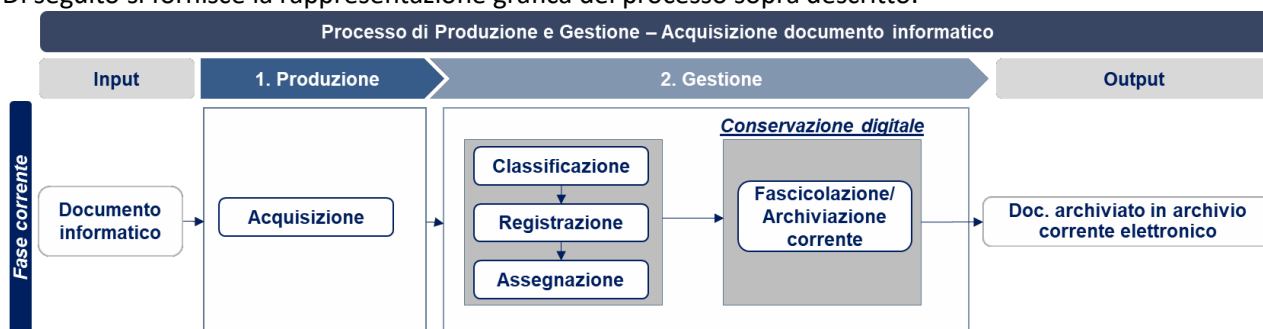 Di seguito si fornisce la rappresentazione grafica del processo sopra descritto.
Processo di Produzione e Gestione – Acquisizione documento informatico
Input
1. Produzione
2. Gestione
Output
Fase corrente
Documento
informatico
Acquisizione
Classificazione
Registrazione
Assegnazione
Conservazione digitale
Fascicolazione/
Archiviazione
corrente
Doc. archiviato in archivio
corrente elettronico